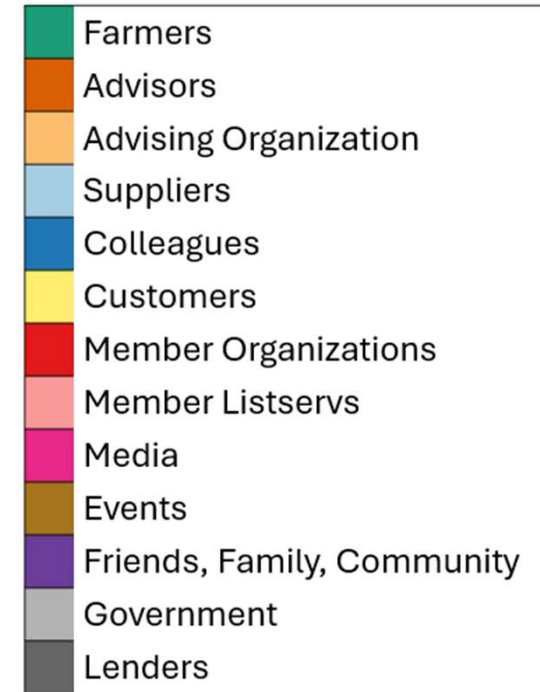 Farmers
Advisors
Advising Organization
Suppliers
Colleagues
Customers
Member Organizations
Member Listservs
Media
Events
Friends, Family, Community
Government
Lenders